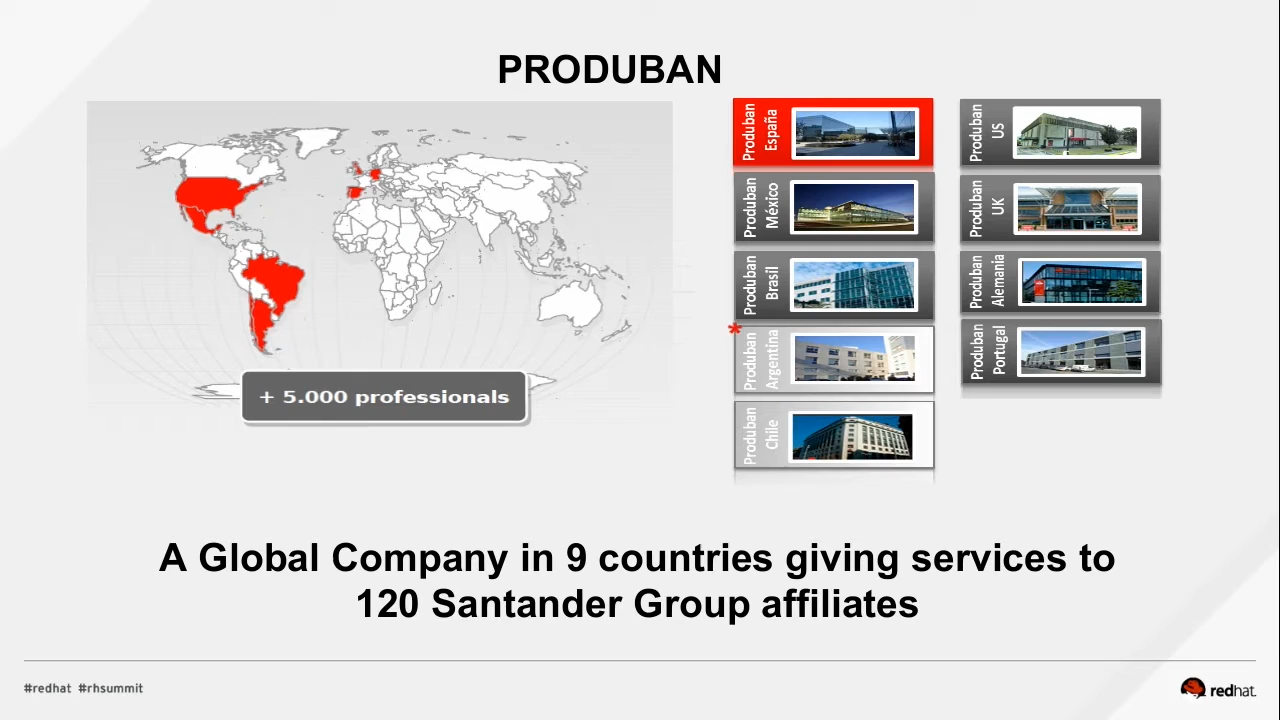 PRODUBAN
+ 5.000 professionals
Produban
España
Produban
México
Produban
Brasil
*
Produban
Argentina
Produban
Chile
Produban
US
Produban
UK
Produban
Alemania
Produban
Portugal
A Global Company in 9 countries giving services to
120 Santander Group affiliates
#redhat #rhsummit
redhat.